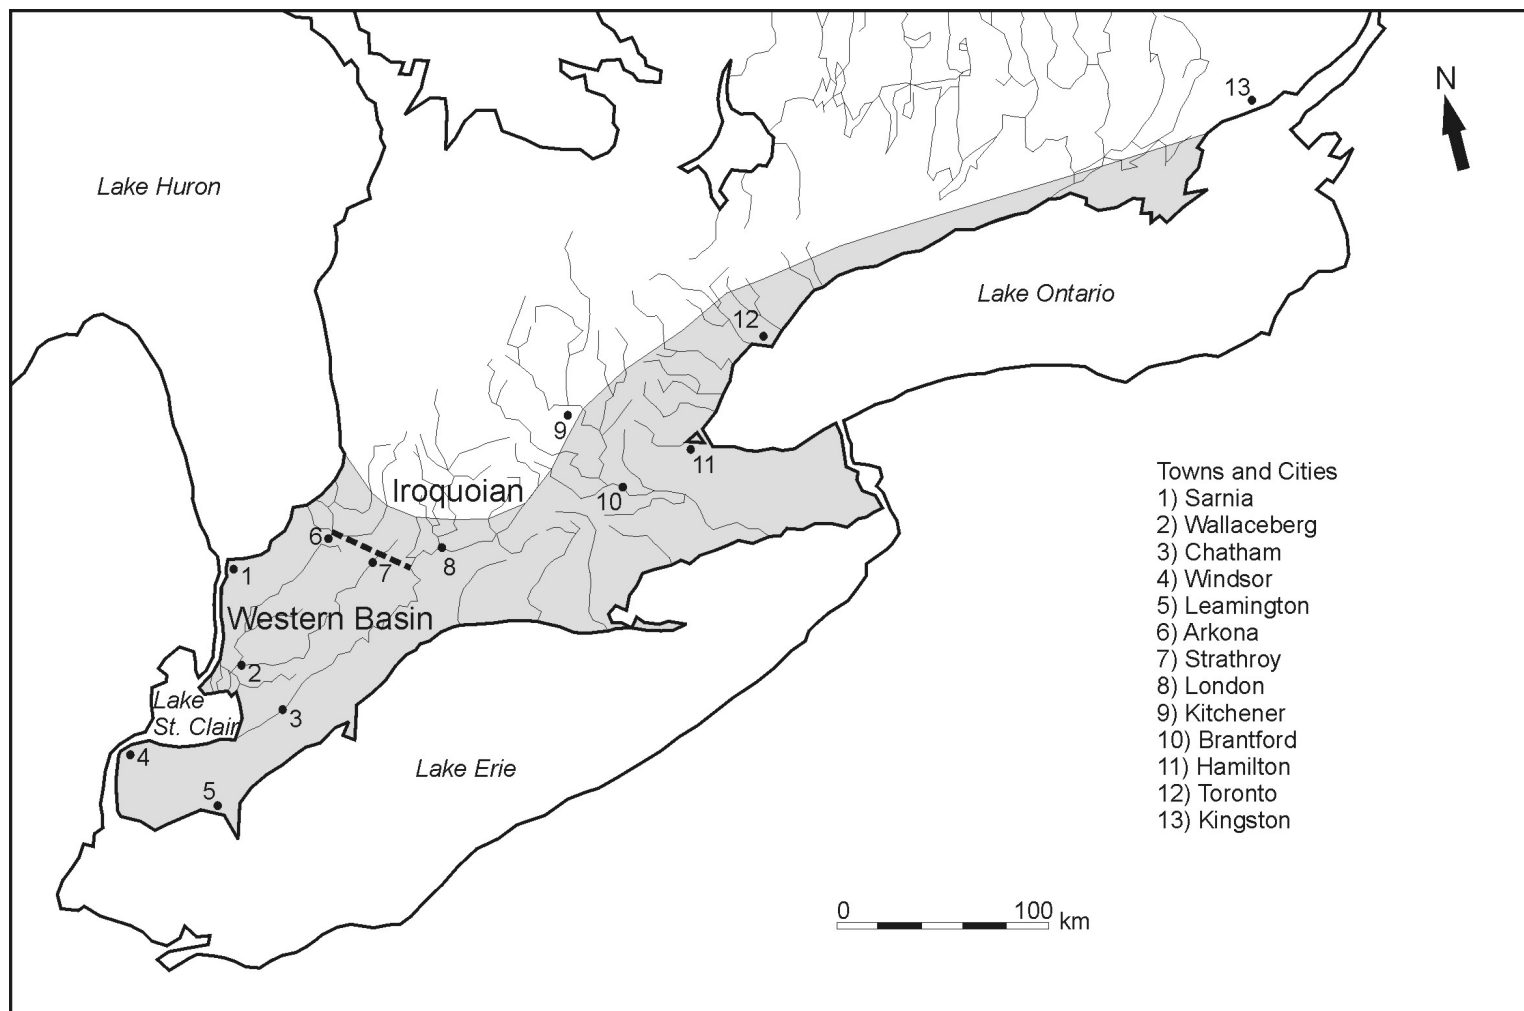 N
13
Lake Huron
Lake Ontario
12
9
11
Iroquoian
10
6
8
7
1
Western Basin
2
Lake
St. Clair
3
4
Lake Erie
5
Towns and Cities
1) Sarnia
2) Wallaceberg
3) Chatham
4) Windsor
5) Leamington
6) Arkona
7) Strathroy
8) London
9) Kitchener
10) Brantford
11) Hamilton
12) Toronto
13) Kingston
0 100 km